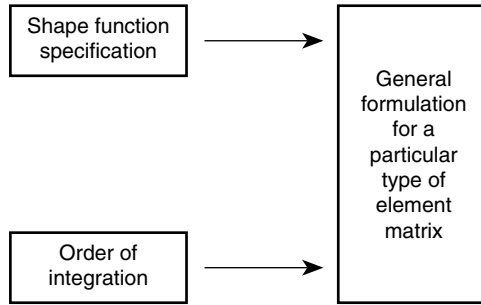 Shape function
specification
General
formulation
for a
particular
type of
element
matrix
Order of
integration